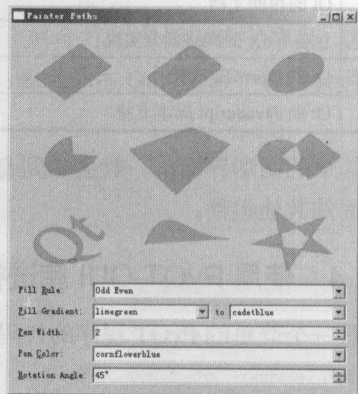 Painter Paths
Qt
Fill Rule: Odd Even
Fill Gradient: limegreen to cadetblue
Pen Width: 2
Pen Color: cornflowerblue
Rotation Angle: 45°